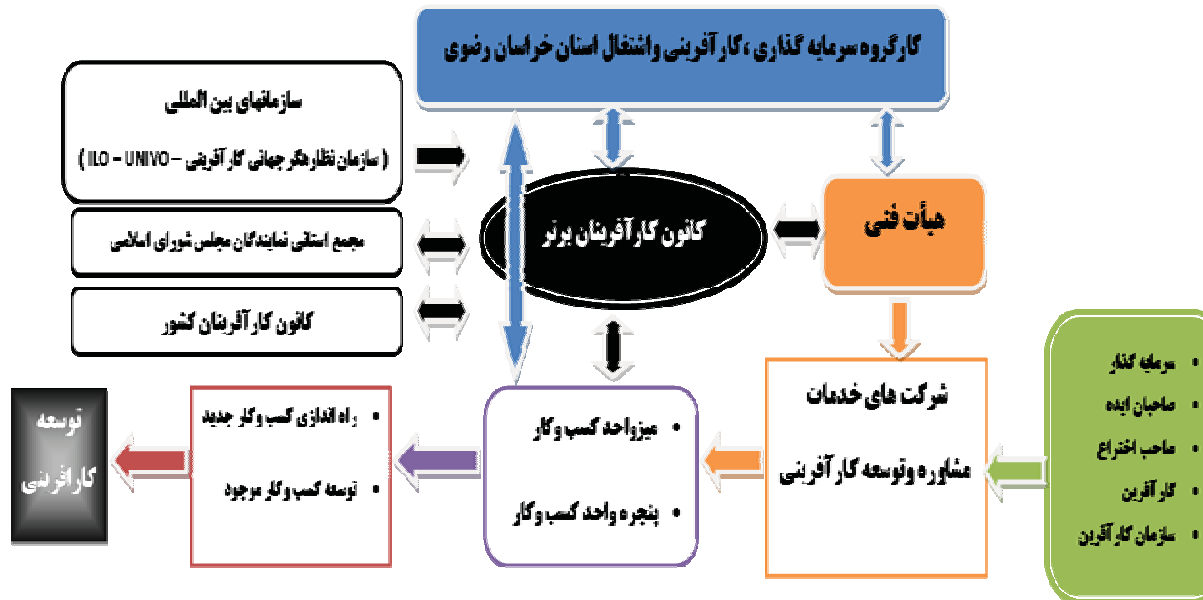 کارگروه سرمایه گذاری ،کارآفرینی واشتغال استان خراسان رضوی
سازمانهای بین المللی
( سازمان نظارهگر جهانی کارآفرینی – ILO – UNIVO )
مجمع استانی نمایندگان مجلس شورای اسلامی
کانون کارآفرینان کشور
کانون کارآفرینان برتر
هیأت فنی
• سرمایه گذار
• صاحبان ایده
• صاحب اختراع
• کارآفرین
• سازمان کارآفرین
شرکت های خدمات
مشاوره وتوسعه کارآفرینی
• میزواحد کسب وکار
• پنجره واحد کسب وکار
• راه اندازی کسب وکار جدید
• توسعه کسب وکار موجود
توسعه
کارافرینی